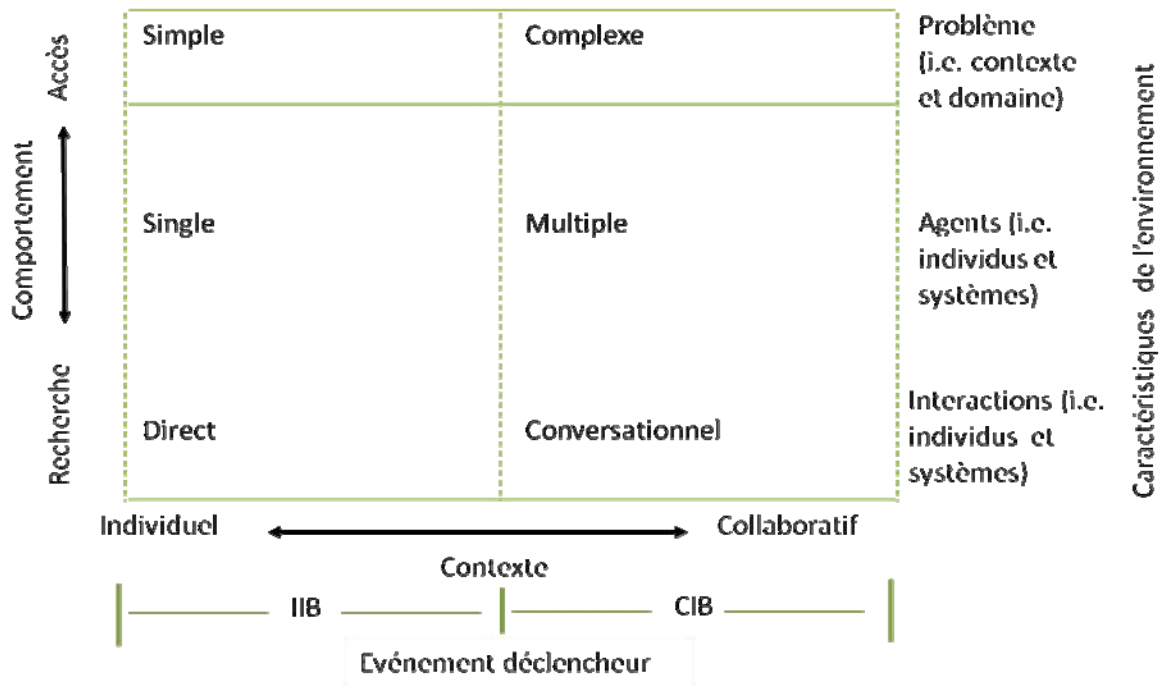 Simple
Complexe
Problème
(i.e. contexte
et domaine)
Accès
Comportement
Recherche
Single
Multiple
Agents (i.e.
individus et
systèmes)
Caractéristiques de l'environnement
Direct
Conversationnel
Interactions (i.e.
individus et
systèmes)
Individuel
Collaboratif
Contexte
IIB
CIB
Evénement déclencheur